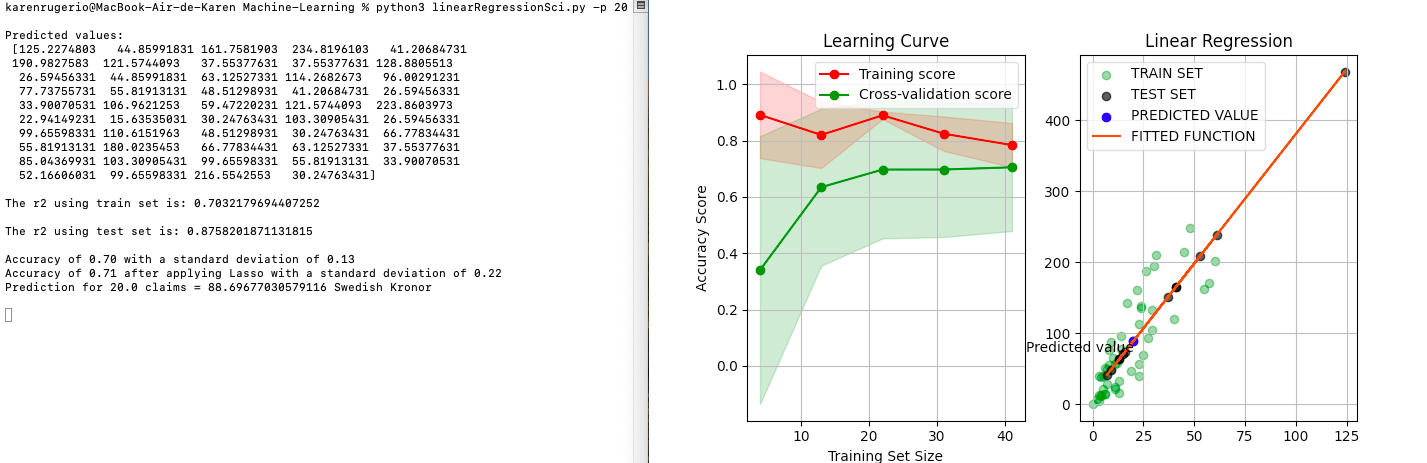 karenrugerio@MacBook-Air-de-Karen Machine-Learning % python3 linearRegressionSci.py -p 20
Predicted values:
[125.2274803 44.85991831 161.7581903 234.8196103 41.20684731
190.9827583 121.5744093 37.55377631 37.55377631 128.8805513
26.59456331 44.85991831 63.12527331 114.2682673 96.00291231
77.73755731 55.81913131 48.51298931 41.20684731 26.59456331
33.90070531 106.9621253 59.47220231 121.5744093 223.8603973
22.94149231 15.63535031 30.24763431 103.30905431 26.59456331
99.65598331 110.6151963 48.51298931 30.24763431 66.77834431
55.81913131 180.0235453 66.77834431 63.12527331 37.55377631
85.04369931 103.30905431 99.65598331 55.81913131 33.90070531
52.16606031 99.65598331 216.5542553 30.24763431]
The r2 using train set is: 0.7032179694407252
The r2 using test set is: 0.8758201871131815
Accuracy of 0.70 with a standard deviation of 0.13
Accuracy of 0.71 after applying Lasso with a standard deviation of 0.22
Prediction for 20.0 claims = 88.69677030579116 Swedish Kronor
Learning Curve
Training score
Cross-validation score
1.0
0.8
0.6
0.4
0.2
0.0
Accuracy Score
10 20 30 40
Training Set Size
Linear Regression
TRAIN SET
TEST SET
PREDICTED VALUE
FITTED FUNCTION
400
300
200
100
0
Predicted value
0 25 50 75 100 125